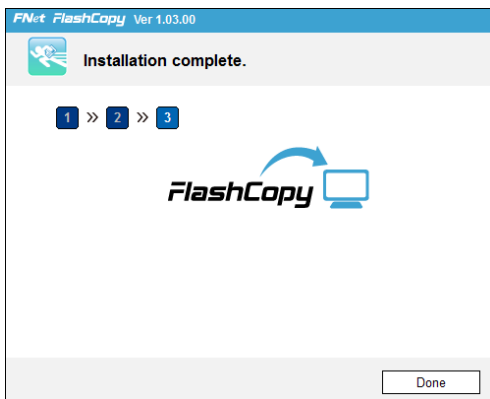 FNet FlashCopy Ver 1.03.00
Installation complete.
1 » 2 » 3
FlashCopy
Done